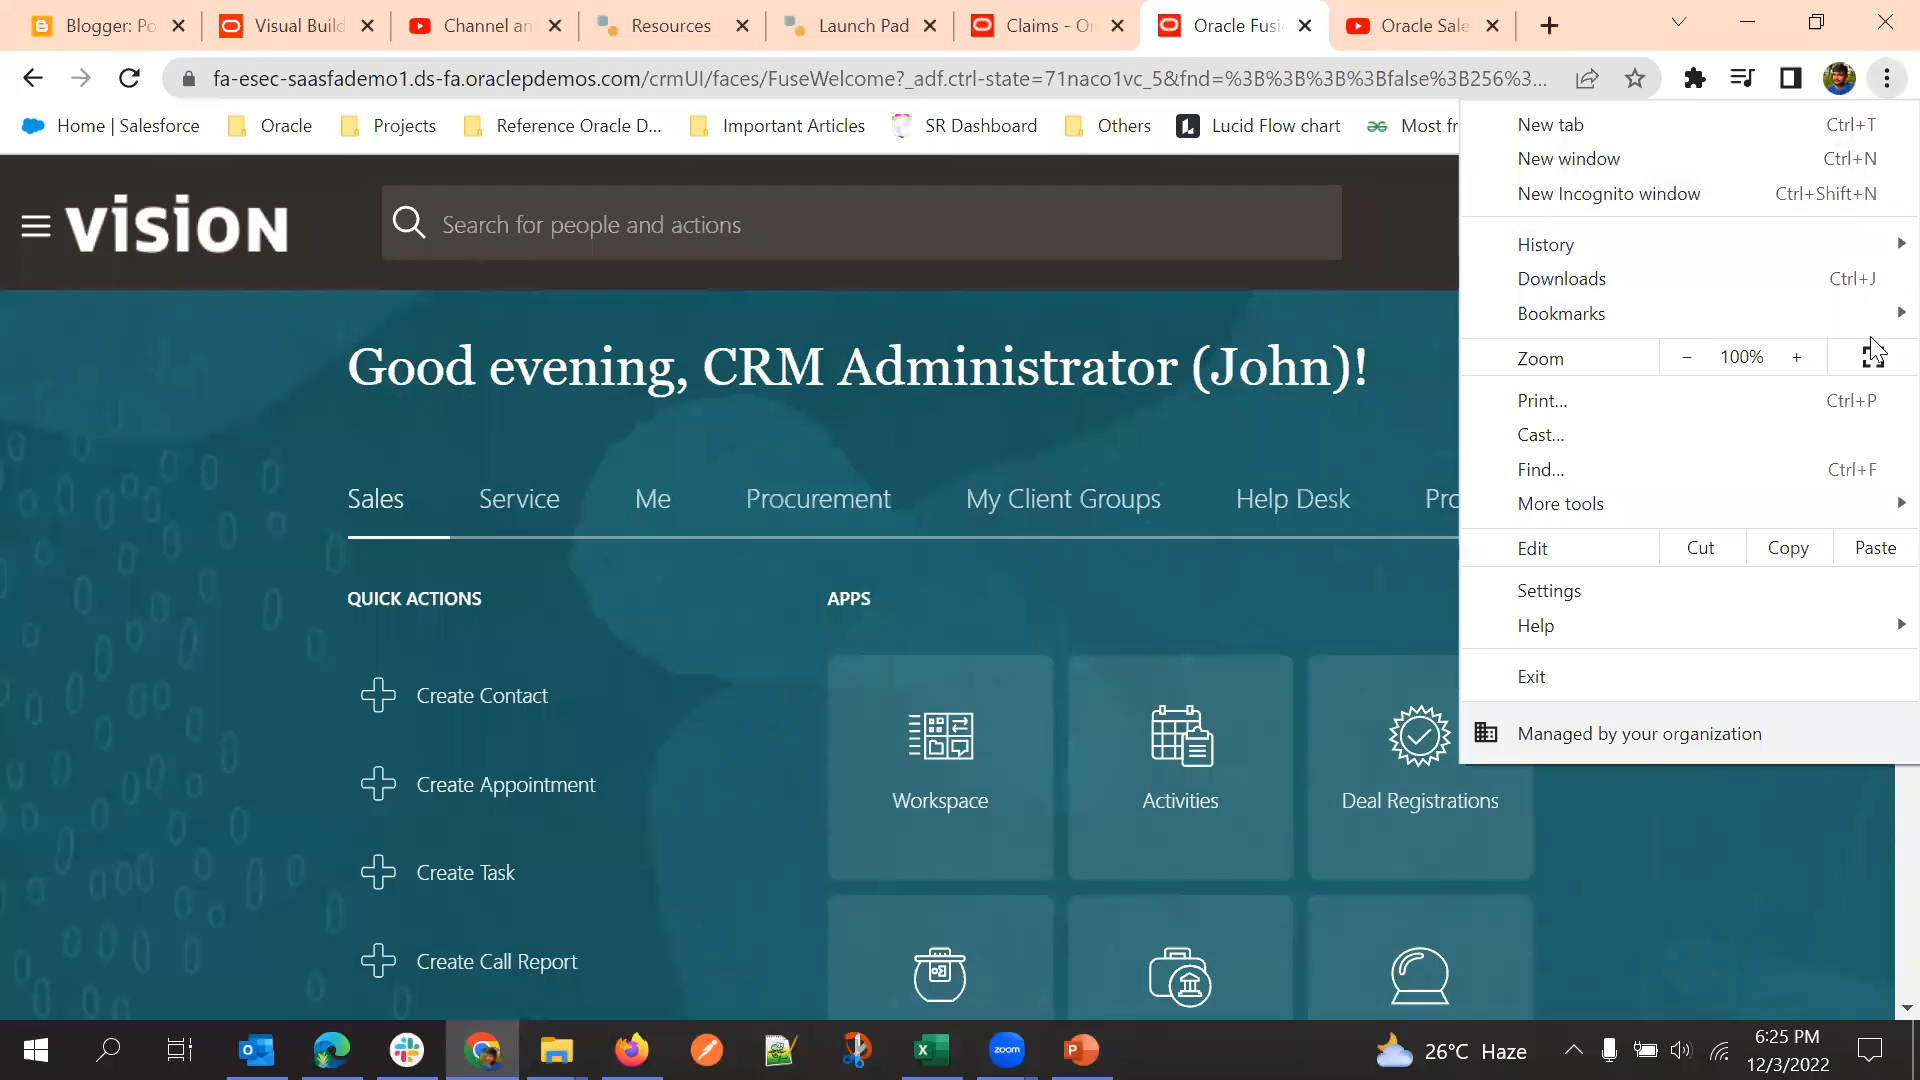 Blogger: Po
Visual Build
Channel an
Resources
Launch Pad
Claims - Or
Oracle Fusi
Oracle Sale
fa-esec-saasfademo1.ds-fa.oraclepdemos.com/crmUI/faces/FuseWelcome?_adf.ctrl-state=71naco1vc_5&fnd=%3B%3B%3B%3Bfalse%3B256%3...
Home | Salesforce
Oracle
Projects
Reference Oracle D...
Important Articles
SR Dashboard
Others
Lucid Flow chart
Most fr
vision
Search for people and actions
Good evening, CRM Administrator (John)!
Sales
Service
Me
Procurement
My Client Groups
Help Desk
Pro
QUICK ACTIONS
Create Contact
Create Appointment
Create Task
Create Call Report
APPS
Workspace
Activities
Deal Registrations
New tab Ctrl+T
New window Ctrl+N
New Incognito window Ctrl+Shift+N
History
Downloads Ctrl+J
Bookmarks
Zoom − 100% +
Print... Ctrl+P
Cast...
Find... Ctrl+F
More tools
Edit Cut Copy Paste
Settings
Help
Exit
Managed by your organization
zoom
26°C Haze
6:25 PM
12/3/2022